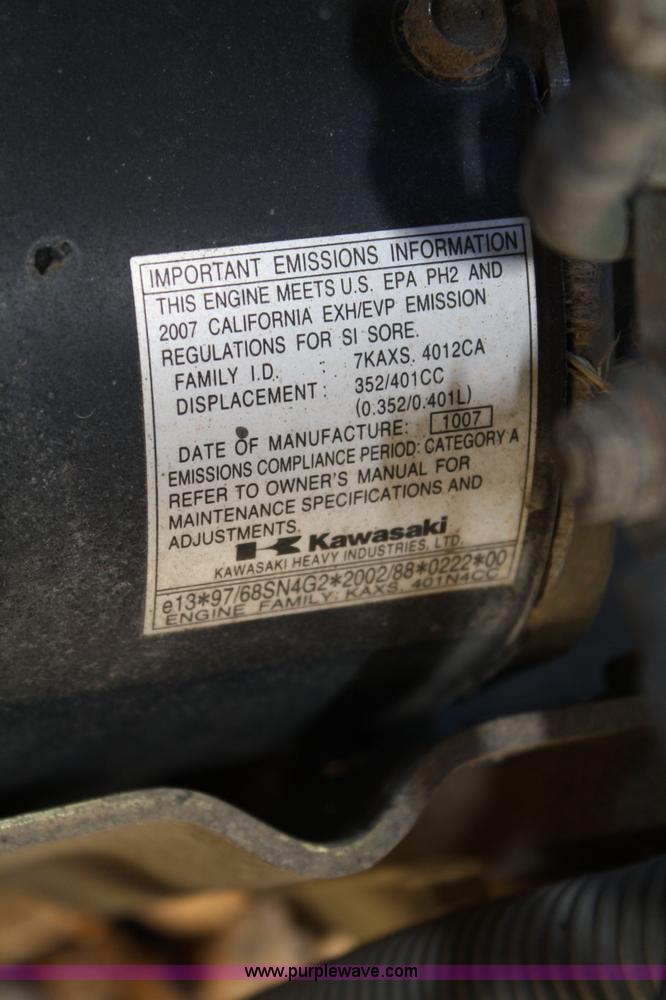 IMPORTANT EMISSIONS INFORMATION
THIS ENGINE MEETS U.S. EPA PH2 AND
2007 CALIFORNIA EXH/EVP EMISSION
REGULATIONS FOR SI SORE.
FAMILY I.D. : 7KAXS. 4012CA
DISPLACEMENT : 352/401CC
(0.352/0.401L)
DATE OF MANUFACTURE: 1007
EMISSIONS COMPLIANCE PERIOD: CATEGORY A
REFER TO OWNER'S MANUAL FOR
MAINTENANCE SPECIFICATIONS AND
ADJUSTMENTS.
Kawasaki
KAWASAKI HEAVY INDUSTRIES, LTD.
e13*97/68SN4G2*2002/88*0222*00
ENGINE FAMILY: KAXS. 401N4CC
www.purplewave.com